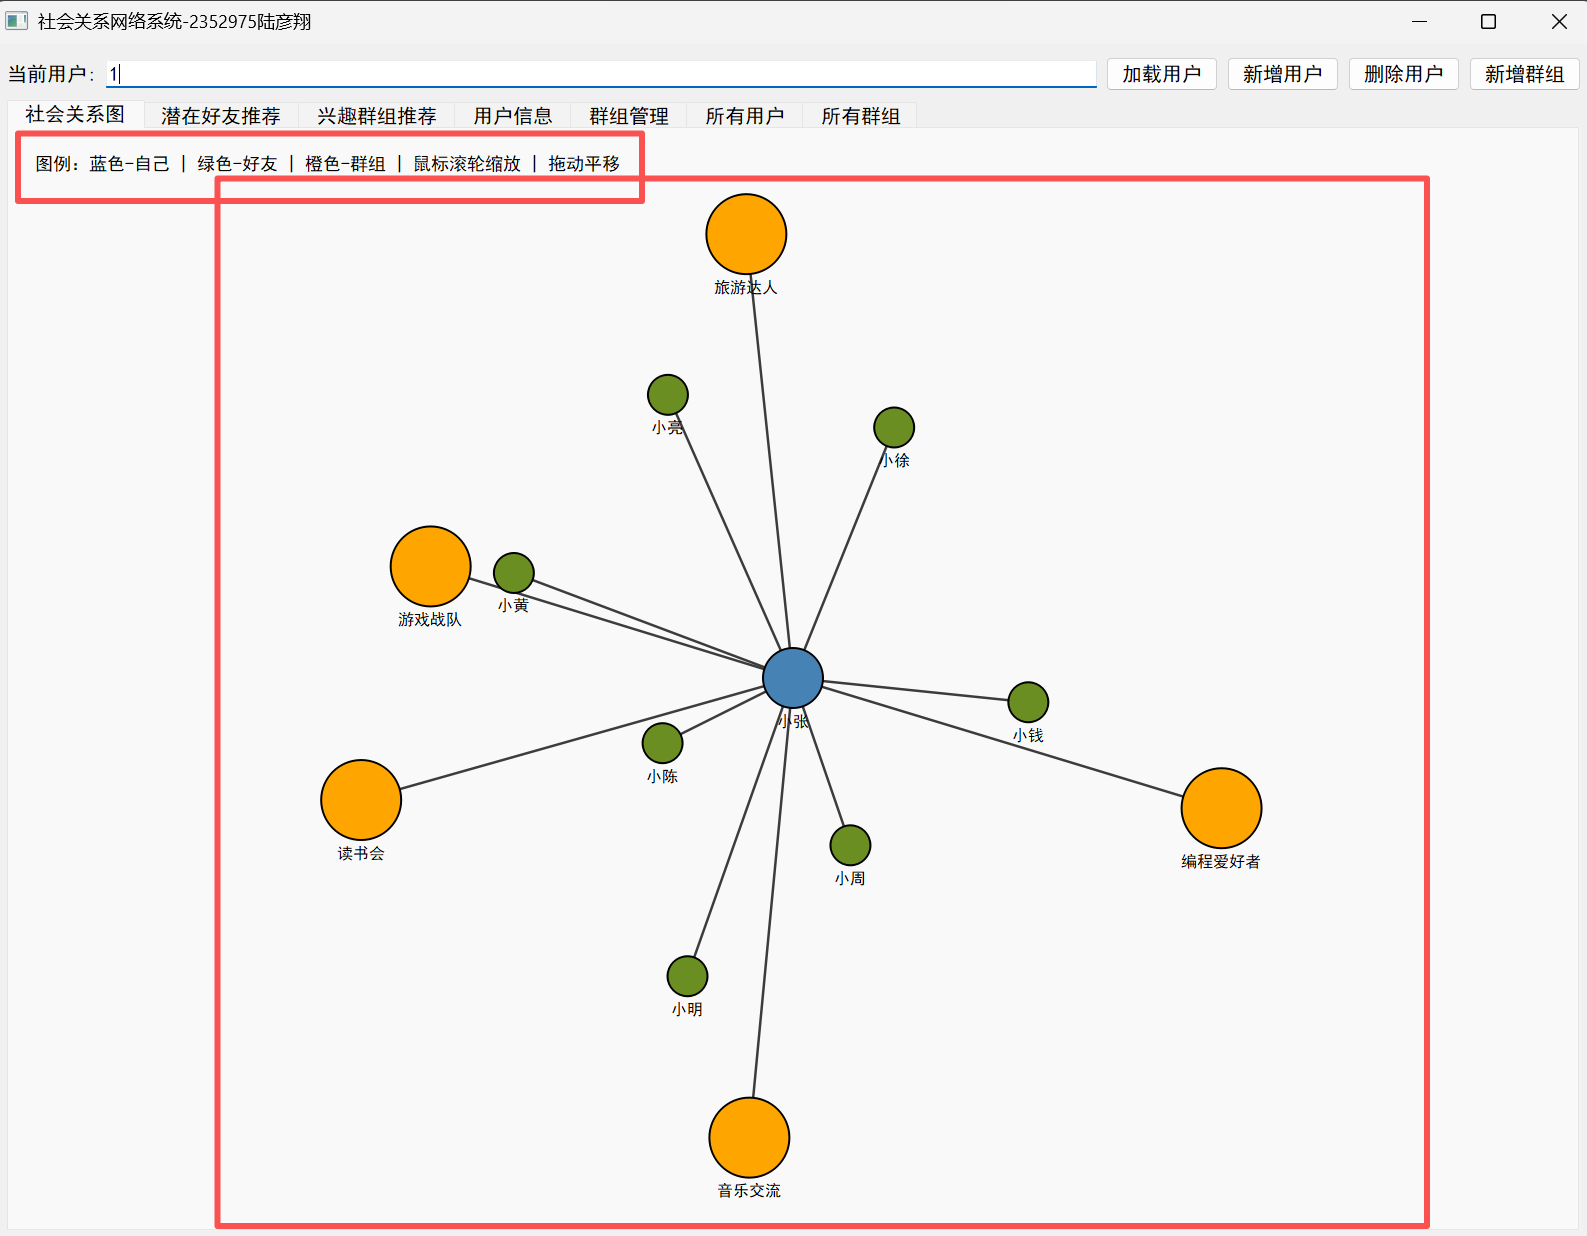 社会关系网络系统-2352975陆彦翔
当前用户: 1 加载用户 新增用户 删除用户 新增群组
社会关系图 潜在好友推荐 兴趣群组推荐 用户信息 群组管理 所有用户 所有群组
图例: 蓝色-自己 | 绿色-好友 | 橙色-群组 | 鼠标滚轮缩放 | 拖动平移
旅游达人
小亮
小徐
小黄
游戏战队
小张
小钱
小陈
读书会
编程爱好者
小周
小明
音乐交流